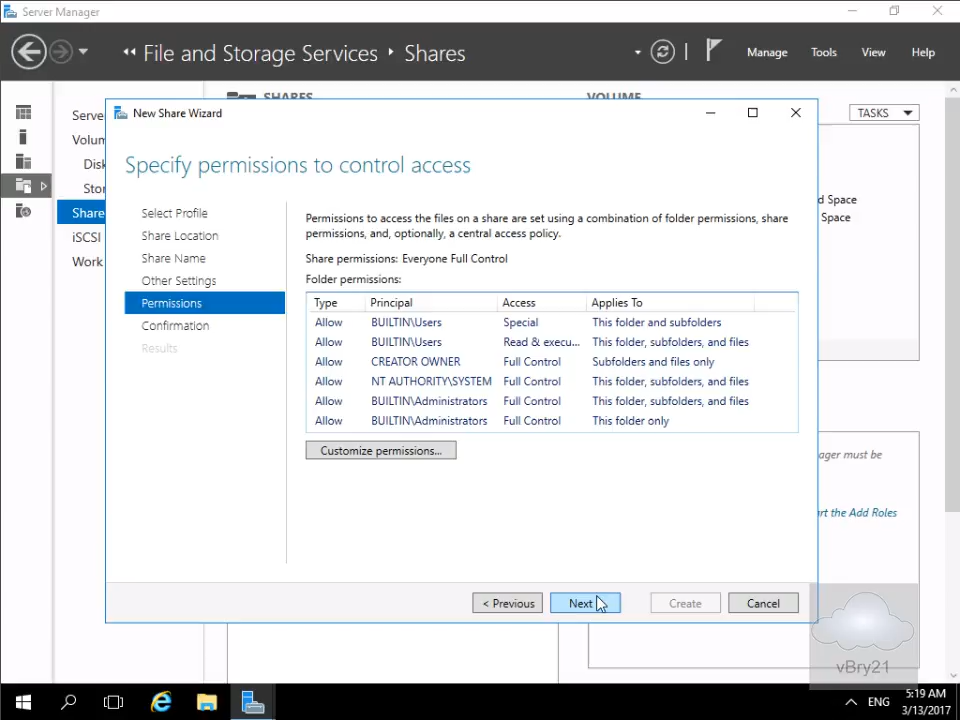 Server Manager
File and Storage Services
Shares
Manage
Tools
View
Help
SHARES
VOLUME
TASKS
New Share Wizard
Specify permissions to control access
Select Profile
Share Location
Share Name
Other Settings
Permissions
Confirmation
Results
Permissions to access the files on a share are set using a combination of folder permissions, share
permissions, and, optionally, a central access policy.
Share permissions: Everyone Full Control
Folder permissions:
Type Principal Access Applies To
Allow BUILTIN\Users Special This folder and subfolders
Allow BUILTIN\Users Read & execu... This folder, subfolders, and files
Allow CREATOR OWNER Full Control Subfolders and files only
Allow NT AUTHORITY\SYSTEM Full Control This folder, subfolders, and files
Allow BUILTIN\Administrators Full Control This folder, subfolders, and files
Allow BUILTIN\Administrators Full Control This folder only
Customize permissions...
< Previous
Next
Create
Cancel
Share
iSCSI
Work
Space
Space
must be
the Add Roles
vBry21
ENG
5:19 AM
3/13/2017